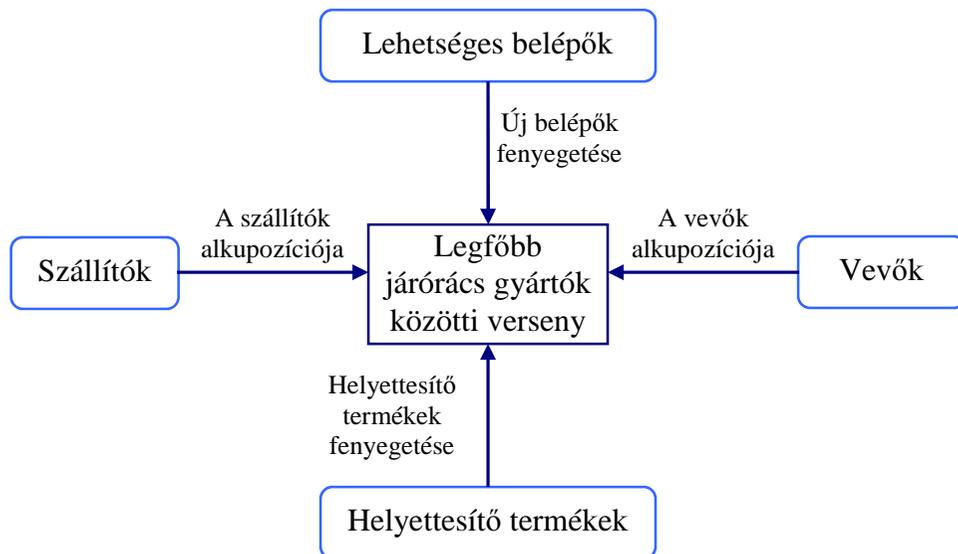 Lehetséges belépők
Új belépők
fenyegetése
A szállítók
alkupozíciója
A vevők
alkupozíciója
Szállítók
Legfőbb
járórács gyártók
közötti verseny
Vevők
Helyettesítő
termékek
fenyegetése
Helyettesítő termékek